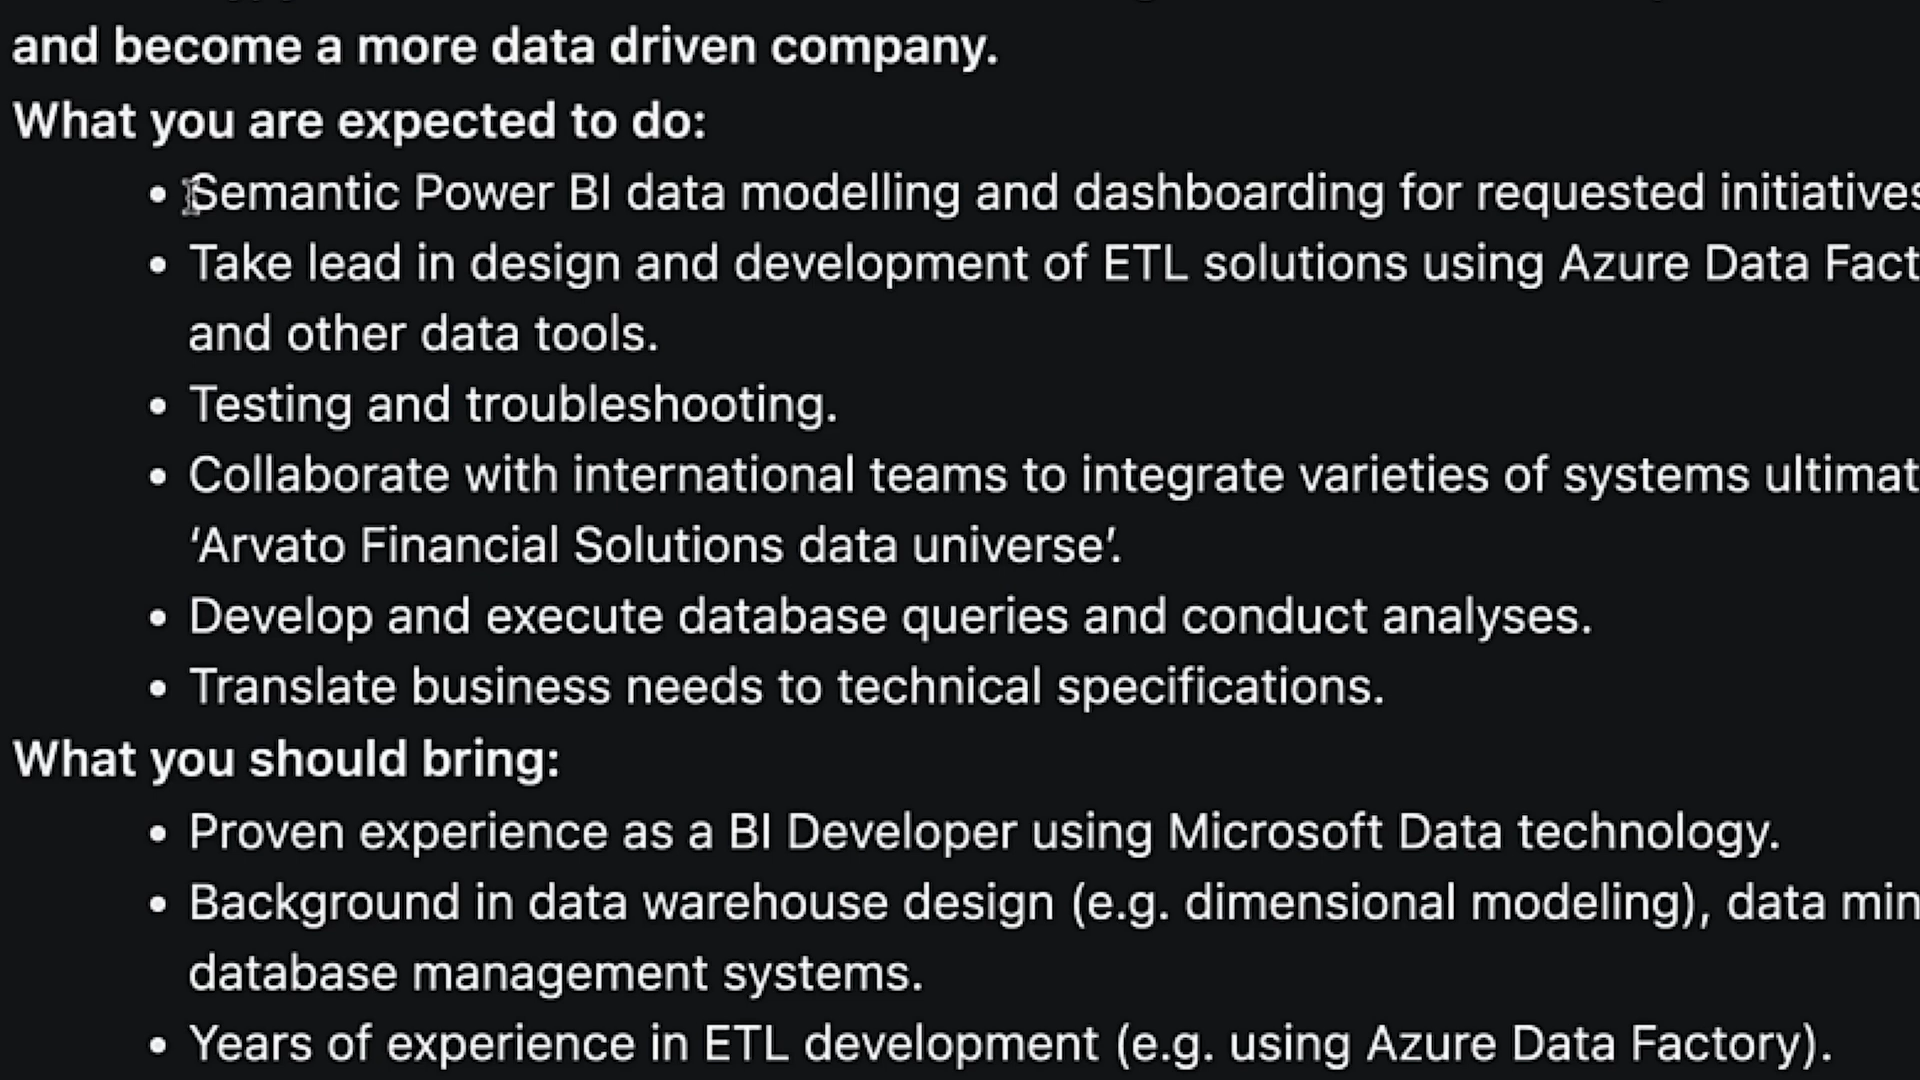 and become a more data driven company.
What you are expected to do:
• Semantic Power BI data modelling and dashboarding for requested initiatives
• Take lead in design and development of ETL solutions using Azure Data Fact
and other data tools.
• Testing and troubleshooting.
• Collaborate with international teams to integrate varieties of systems ultimat
‘Arvato Financial Solutions data universe’.
• Develop and execute database queries and conduct analyses.
• Translate business needs to technical specifications.
What you should bring:
• Proven experience as a BI Developer using Microsoft Data technology.
• Background in data warehouse design (e.g. dimensional modeling), data min
database management systems.
• Years of experience in ETL development (e.g. using Azure Data Factory).